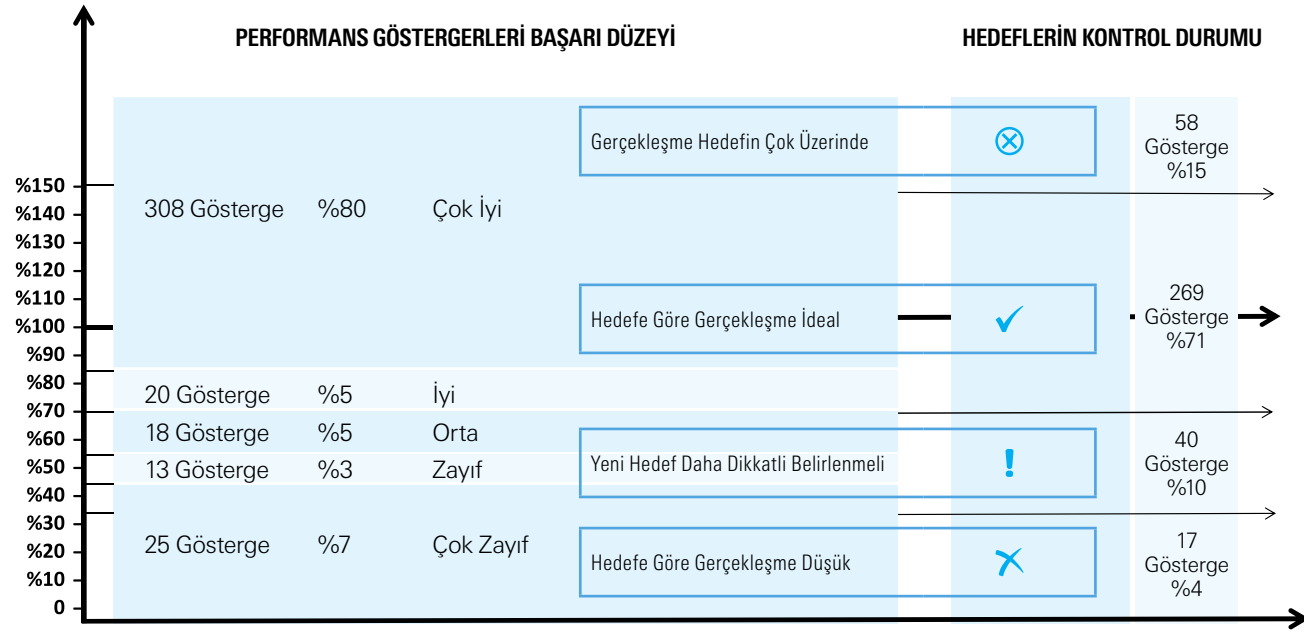 PERFORMANS GÖSTERGERLERİ BAŞARI DÜZEYİ
HEDEFLERİN KONTROL DURUMU
%150
%140
%130
%120
%110
%100
%90
%80
%70
%60
%50
%40
%30
%20
%10
0
308 Gösterge %80 Çok İyi
20 Gösterge %5 İyi
18 Gösterge %5 Orta
13 Gösterge %3 Zayıf
25 Gösterge %7 Çok Zayıf
Gerçekleşme Hedefin Çok Üzerinde
58
Gösterge
%15
Hedefe Göre Gerçekleşme İdeal
269
Gösterge
%71
Yeni Hedef Daha Dikkatli Belirlenmeli
!
40
Gösterge
%10
Hedefe Göre Gerçekleşme Düşük
17
Gösterge
%4